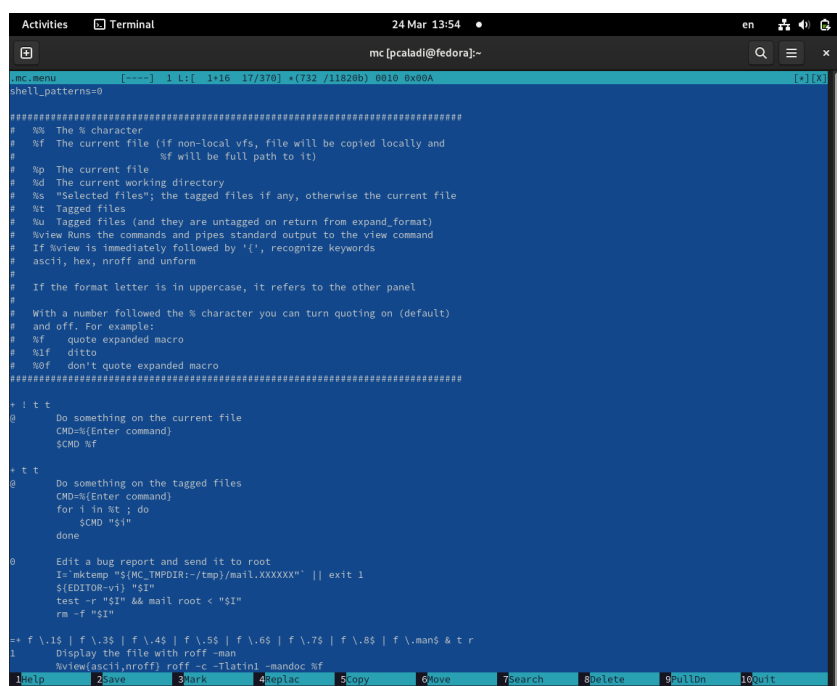 Activities Terminal 24 Mar 13:54 en
mc [pcaladi@fedora]:~
.mc.menu [----] 1 L:[ 1+16 17/370] *(732 /11820b) 0010 0x00A [*][X]
shell_patterns=0
##############################################################################
# %% The % character
# %f The current file (if non-local vfs, file will be copied locally and
# %f will be full path to it)
# %p The current file
# %d The current working directory
# %s "Selected files"; the tagged files if any, otherwise the current file
# %t Tagged files
# %u Tagged files (and they are untagged on return from expand_format)
# %view Runs the commands and pipes standard output to the view command
# If %view is immediately followed by '{', recognize keywords
# ascii, hex, nroff and unform
#
# If the format letter is in uppercase, it refers to the other panel
#
# With a number followed the % character you can turn quoting on (default)
# and off. For example:
# %f quote expanded macro
# %1f ditto
# %0f don't quote expanded macro
##############################################################################
+ ! t t
@ Do something on the current file
CMD=%{Enter command}
$CMD %f
+ t t
@ Do something on the tagged files
CMD=%{Enter command}
for i in %t ; do
$CMD "$i"
done
0 Edit a bug report and send it to root
I=`mktemp "${MC_TMPDIR:-/tmp}/mail.XXXXXX"` || exit 1
${EDITOR-vi} "$I"
test -r "$I" && mail root < "$I"
rm -f "$I"
=+ f \.1$ | f \.3$ | f \.4$ | f \.5$ | f \.6$ | f \.7$ | f \.8$ | f \.man$ & t r
1 Display the file with roff -man
%view{ascii,nroff} roff -c -Tlatin1 -mandoc %f
1Help 2Save 3Mark 4Replac 5Copy 6Move 7Search 8Delete 9PullDn 10Quit